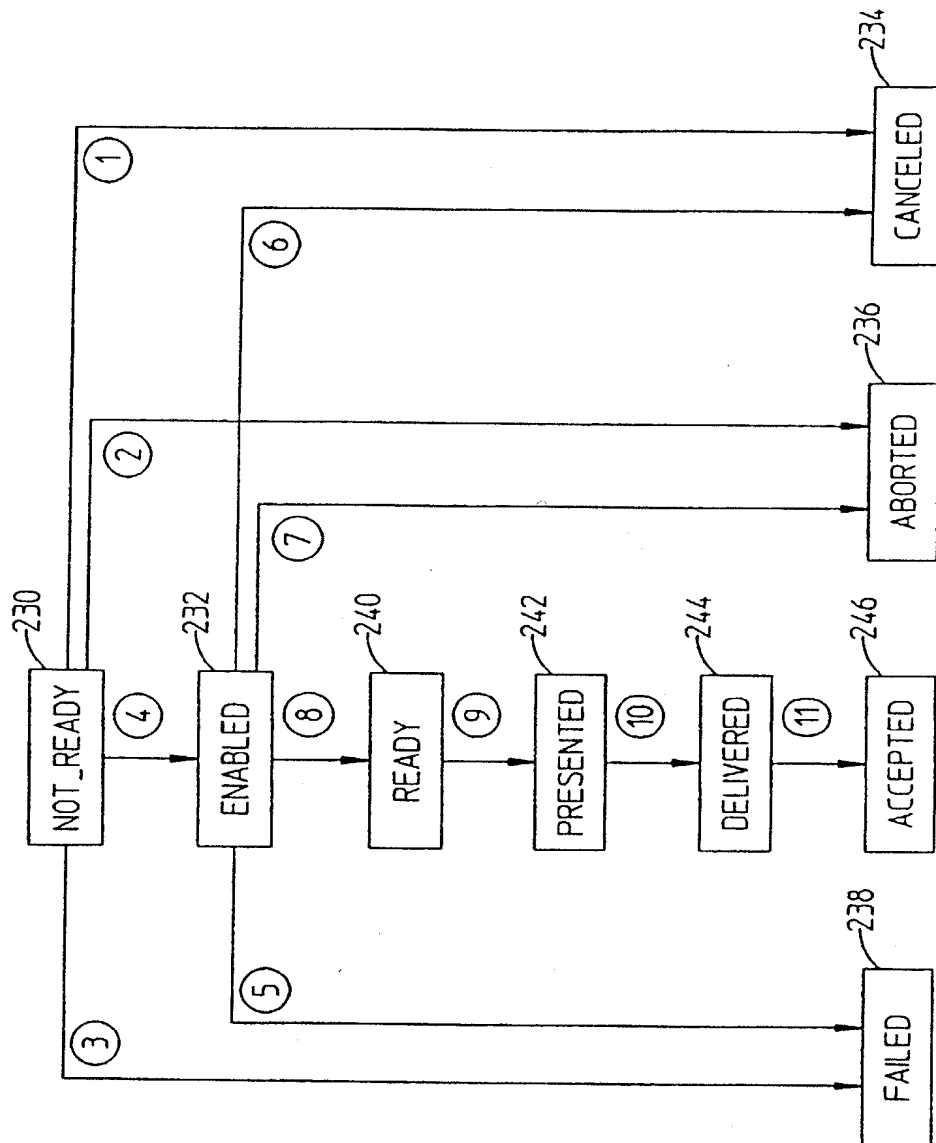 230
NOT_READY
1
2
3
4
232
ENABLED
5
6
7
8
240
READY
9
242
PRESENTED
10
244
DELIVERED
11
238
FAILED
246
ACCEPTED
236
ABORTED
234
CANCELED